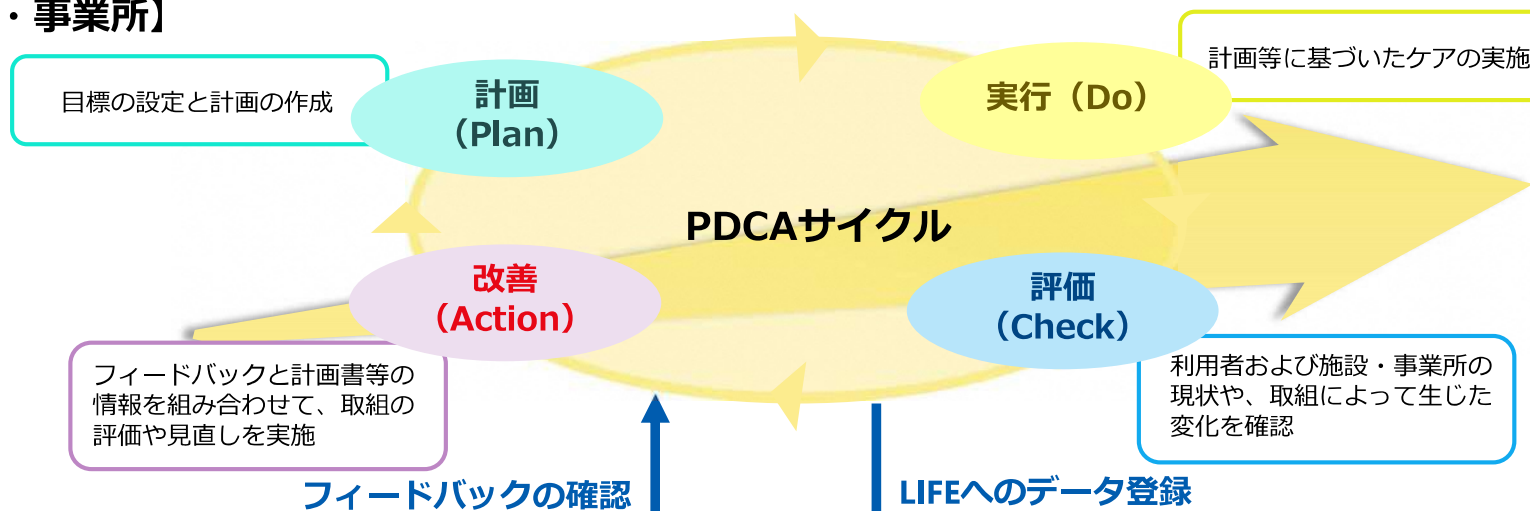 ・事業所】
目標の設定と計画の作成
計画
（Plan）
実行（Do）
計画等に基づいたケアの実施
PDCAサイクル
改善
（Action）
評価
（Check）
フィードバックと計画書等の
情報を組み合わせて、取組の
評価や見直しを実施
利用者および施設・事業所の
現状や、取組によって生じた
変化を確認
フィードバックの確認
LIFEへのデータ登録